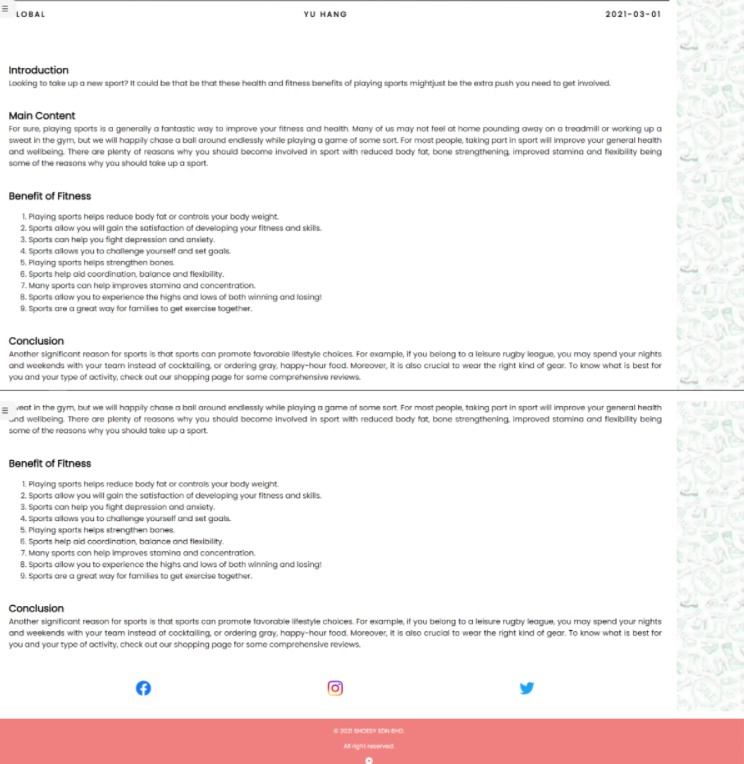 LOBAL YU HANG 2021-03-01
Introduction
Looking to take up a new sport? It could be that be that these health and fitness benefits of playing sports mightjust be the extra push you need to get involved.
Main Content
For sure, playing sports is a generally a fantastic way to improve your fitness and health. Many of us may not feel at home pounding away on a treadmill or working up a
sweat in the gym, but we will happily chase a ball around endlessly while playing a game of some sort. For most people, taking part in sport will improve your general health
and wellbeing. There are plenty of reasons why you should become involved in sport with reduced body fat, bone strengthening, improved stamina and flexibility being
some of the reasons why you should take up a sport.
Benefit of Fitness
1. Playing sports helps reduce body fat or controls your body weight.
2. Sports allow you will gain the satisfaction of developing your fitness and skills.
3. Sports can help you fight depression and anxiety.
4. Sports allows you to challenge yourself and set goals.
5. Playing sports helps strengthen bones.
6. Sports help aid coordination, balance and flexibility.
7. Many sports can help improves stamina and concentration.
8. Sports allow you to experience the highs and lows of both winning and losing!
9. Sports are a great way for families to get exercise together.
Conclusion
Another significant reason for sports is that sports can promote favorable lifestyle choices. For example, if you belong to a leisure rugby league, you may spend your nights
and weekends with your team instead of cocktailing, or ordering gray, happy-hour food. Moreover, it is also crucial to wear the right kind of gear. To know what is best for
you and your type of activity, check out our shopping page for some comprehensive reviews.
weat in the gym, but we will happily chase a ball around endlessly while playing a game of some sort. For most people, taking part in sport will improve your general health
and wellbeing. There are plenty of reasons why you should become involved in sport with reduced body fat, bone strengthening, improved stamina and flexibility being
some of the reasons why you should take up a sport.
Benefit of Fitness
1. Playing sports helps reduce body fat or controls your body weight.
2. Sports allow you will gain the satisfaction of developing your fitness and skills.
3. Sports can help you fight depression and anxiety.
4. Sports allows you to challenge yourself and set goals.
5. Playing sports helps strengthen bones.
6. Sports help aid coordination, balance and flexibility.
7. Many sports can help improves stamina and concentration.
8. Sports allow you to experience the highs and lows of both winning and losing!
9. Sports are a great way for families to get exercise together.
Conclusion
Another significant reason for sports is that sports can promote favorable lifestyle choices. For example, if you belong to a leisure rugby league, you may spend your nights
and weekends with your team instead of cocktailing, or ordering gray, happy-hour food. Moreover, it is also crucial to wear the right kind of gear. To know what is best for
you and your type of activity, check out our shopping page for some comprehensive reviews.
© 2021 SHOESY SDN BHD.
All right reserved.